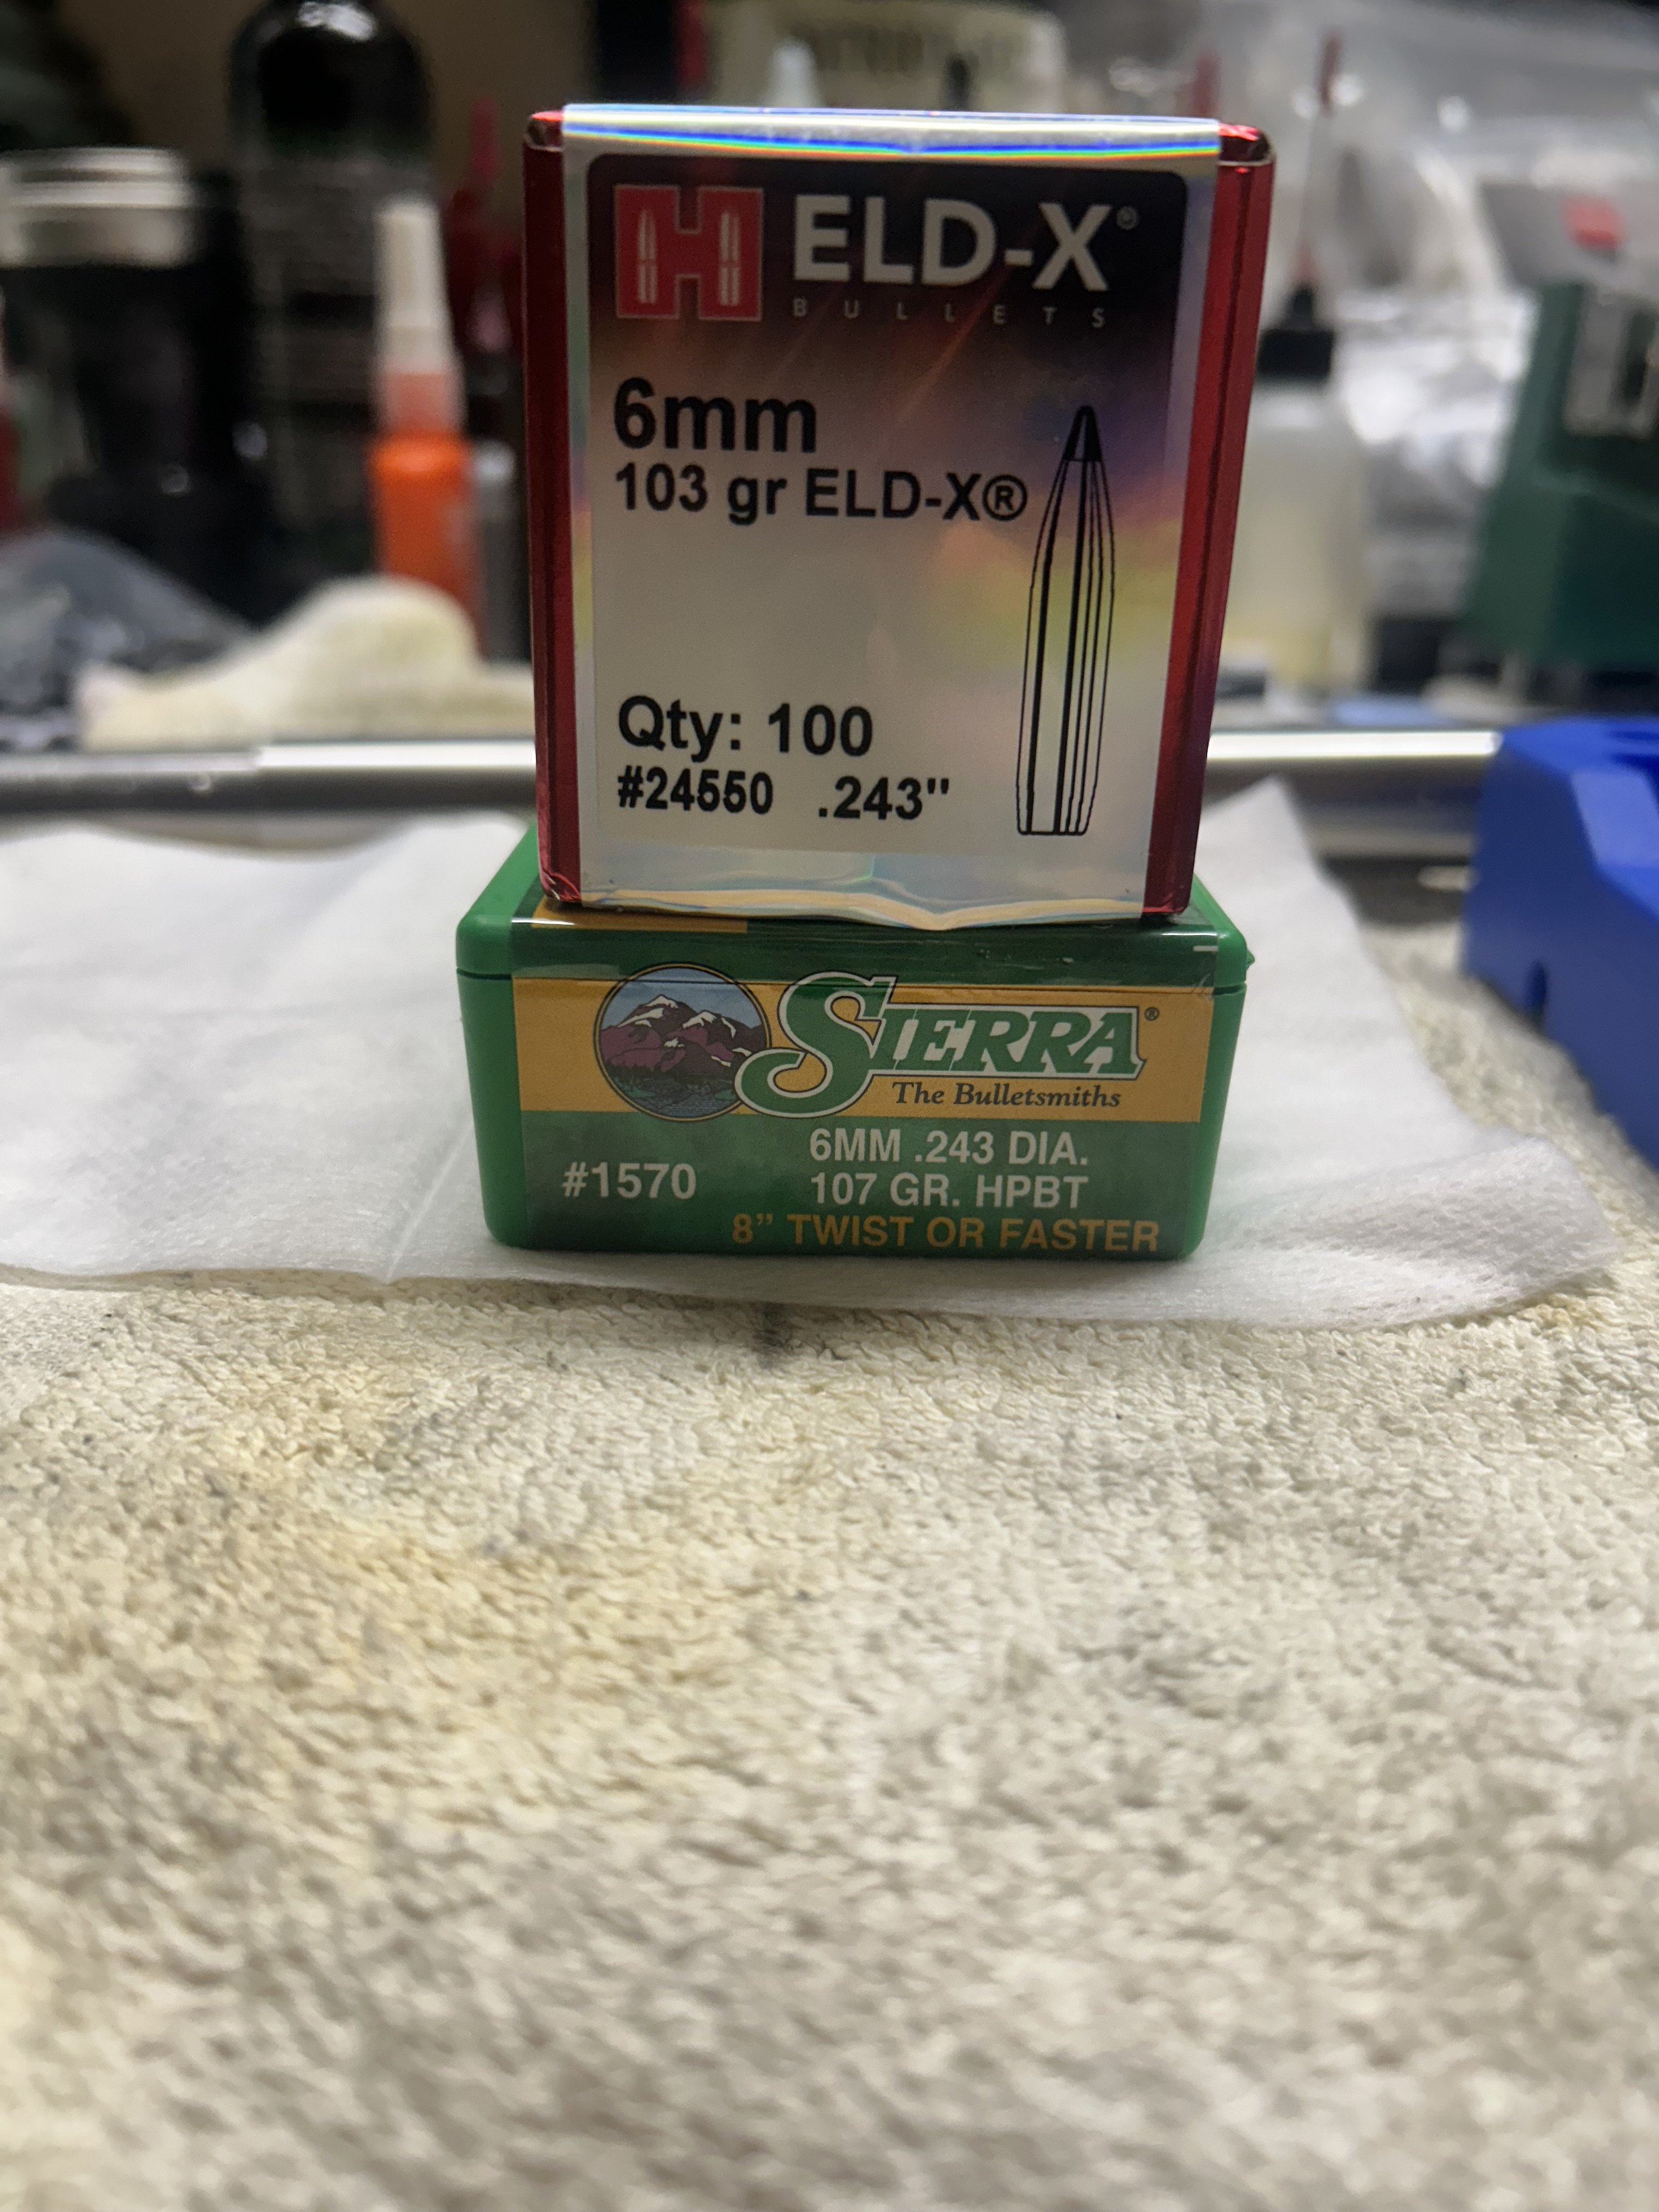 H ELD-X®
BULLETS
6mm
103 gr ELD-X®
Qty: 100
#24550 .243"
SIERRA®
The Bulletsmiths
6MM .243 DIA.
#1570 107 GR. HPBT
8” TWIST OR FASTER